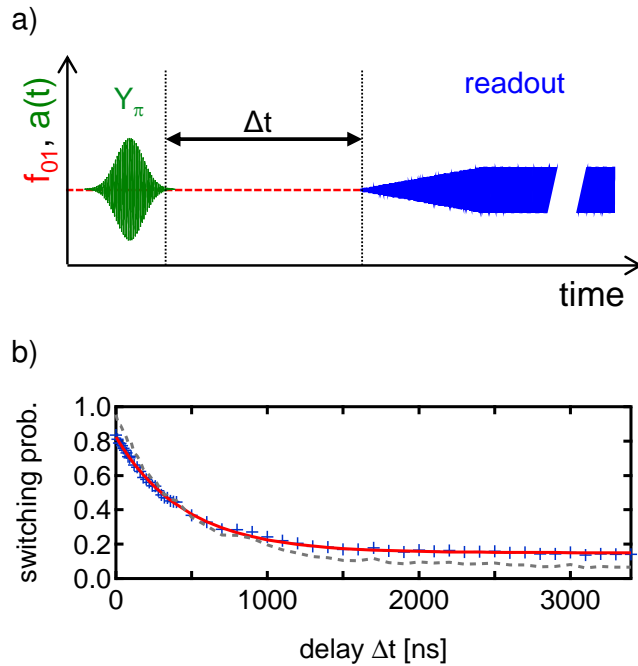 a)
Yπ
Δt
readout
f01, a(t)
time
b)
switching prob.
1.0
0.8
0.6
0.4
0.2
0.0
0
1000
2000
3000
delay Δt [ns]